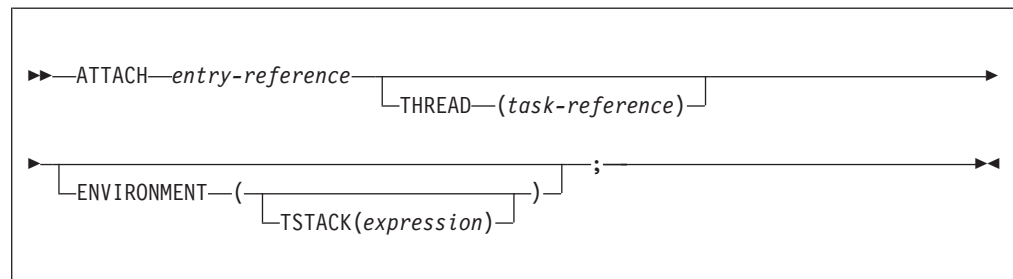 ATTACH entry-reference
THREAD (task-reference)
;
ENVIRONMENT ( )
TSTACK(expression)